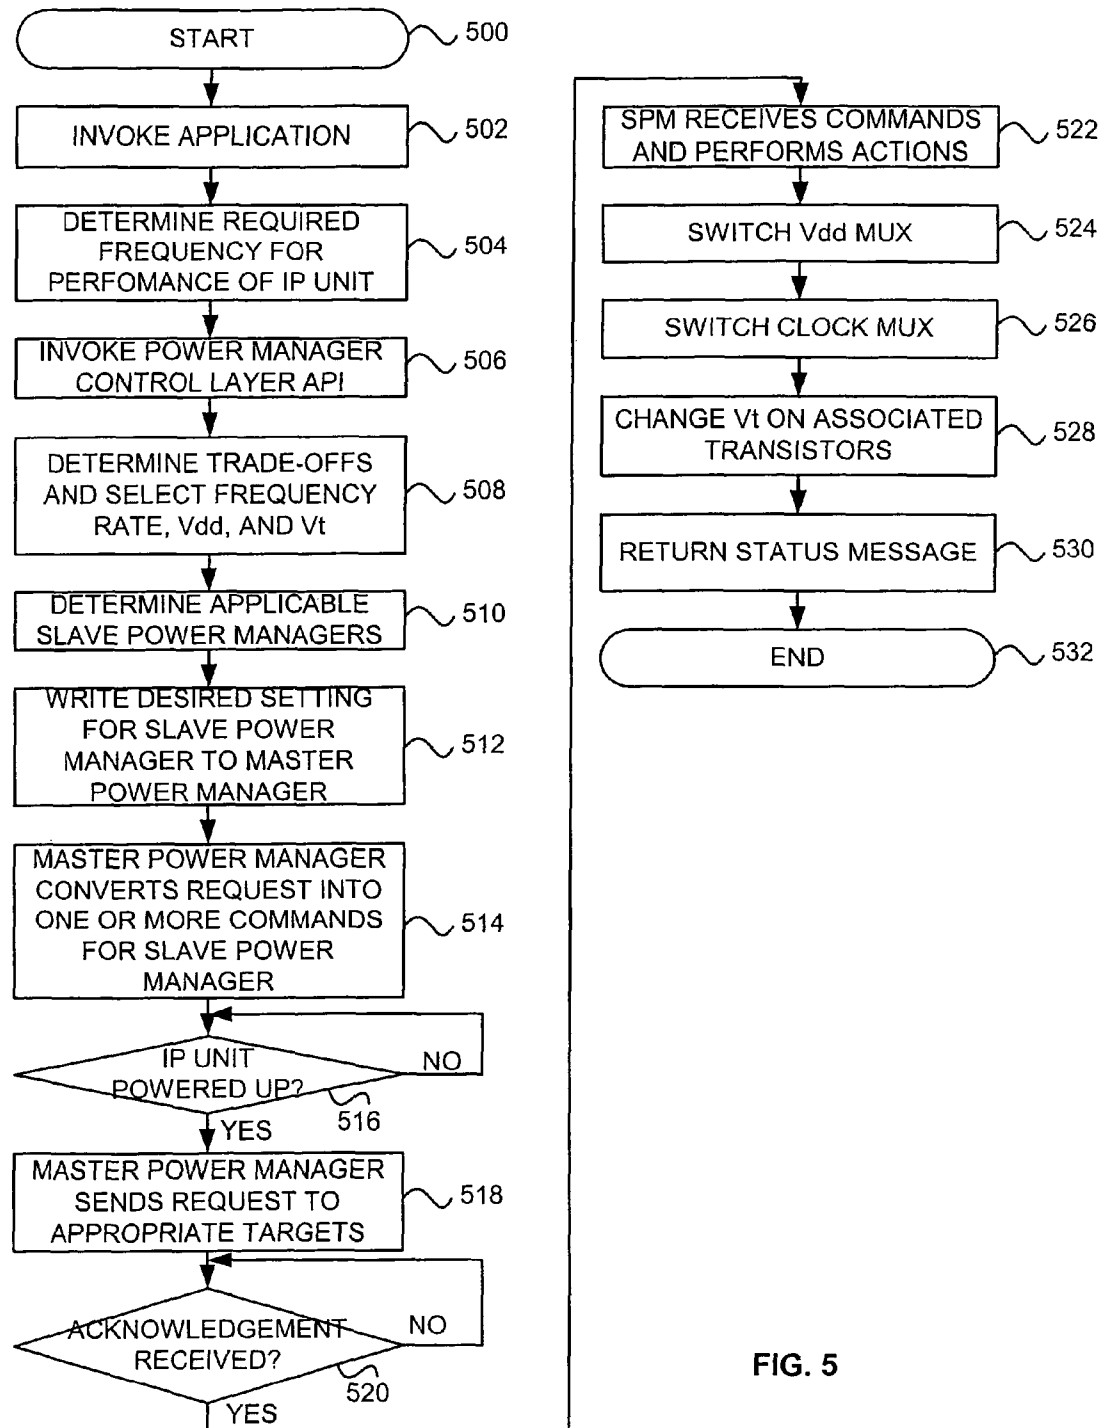 START
500
INVOKE APPLICATION
502
DETERMINE REQUIRED
FREQUENCY FOR
PERFOMANCE OF IP UNIT
504
INVOKE POWER MANAGER
CONTROL LAYER API
506
DETERMINE TRADE-OFFS
AND SELECT FREQUENCY
RATE, Vdd, AND Vt
508
DETERMINE APPLICABLE
SLAVE POWER MANAGERS
510
WRITE DESIRED SETTING
FOR SLAVE POWER
MANAGER TO MASTER
POWER MANAGER
512
MASTER POWER MANAGER
CONVERTS REQUEST INTO
ONE OR MORE COMMANDS
FOR SLAVE POWER
MANAGER
514
IP UNIT
POWERED UP?
NO
516
YES
MASTER POWER MANAGER
SENDS REQUEST TO
APPROPRIATE TARGETS
518
ACKNOWLEDGEMENT
RECEIVED?
NO
520
YES
SPM RECEIVES COMMANDS
AND PERFORMS ACTIONS
522
SWITCH Vdd MUX
524
SWITCH CLOCK MUX
526
CHANGE Vt ON ASSOCIATED
TRANSISTORS
528
RETURN STATUS MESSAGE
530
END
532
FIG. 5